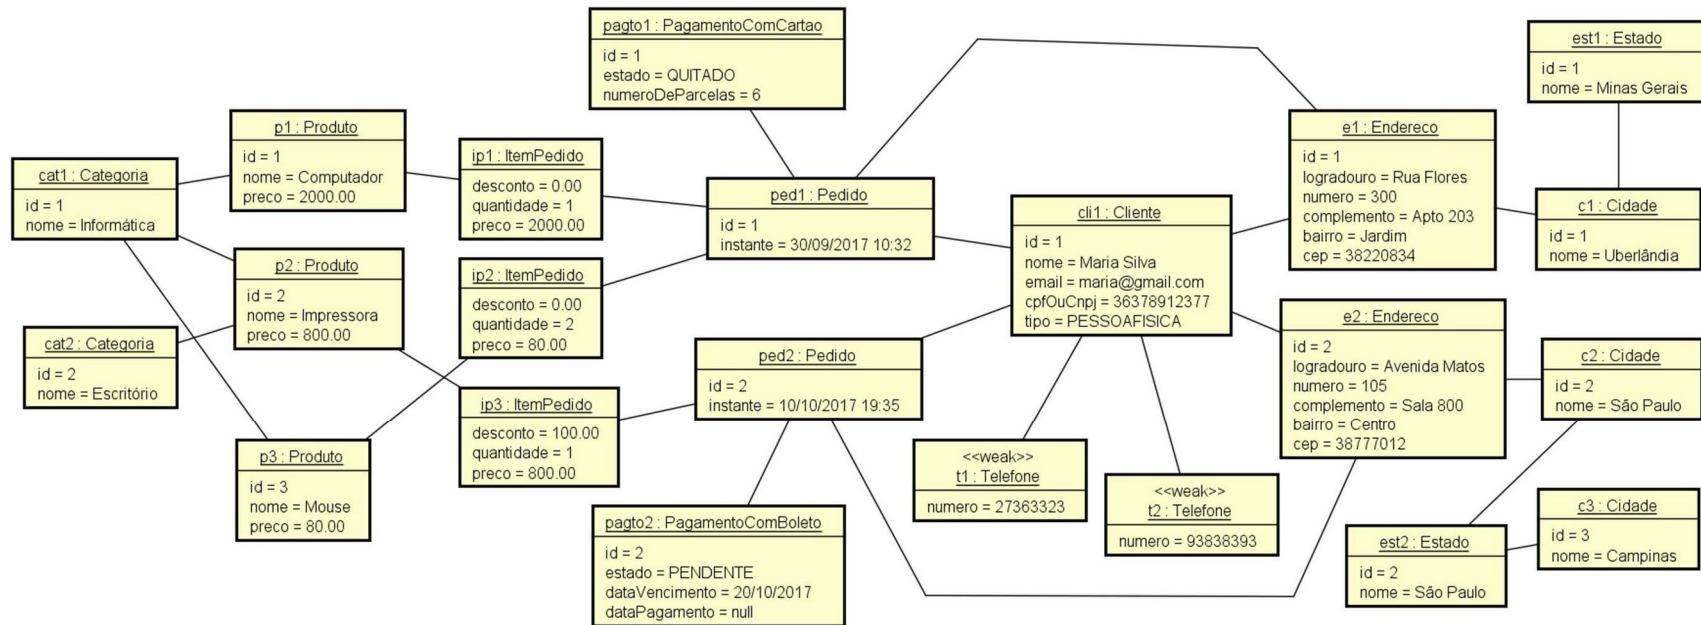 pagto1 : PagamentoComCartao
id = 1
estado = QUITADO
numeroDeParcelas = 6
est1 : Estado
id = 1
nome = Minas Gerais
p1 : Produto
id = 1
nome = Computador
preco = 2000.00
e1 : Endereco
id = 1
logradouro = Rua Flores
numero = 300
complemento = Apto 203
bairro = Jardim
cep = 38220834
ip1 : ItemPedido
desconto = 0.00
quantidade = 1
preco = 2000.00
cat1 : Categoria
id = 1
nome = Informática
ped1 : Pedido
id = 1
instante = 30/09/2017 10:32
cli1 : Cliente
id = 1
nome = Maria Silva
email = maria@gmail.com
cpfOuCnpj = 36378912377
tipo = PESSOAFISICA
c1 : Cidade
id = 1
nome = Uberlândia
p2 : Produto
id = 2
nome = Impressora
preco = 800.00
ip2 : ItemPedido
desconto = 0.00
quantidade = 2
preco = 80.00
e2 : Endereco
id = 2
logradouro = Avenida Matos
numero = 105
complemento = Sala 800
bairro = Centro
cep = 38777012
cat2 : Categoria
id = 2
nome = Escritório
ped2 : Pedido
id = 2
instante = 10/10/2017 19:35
c2 : Cidade
id = 2
nome = São Paulo
ip3 : ItemPedido
desconto = 100.00
quantidade = 1
preco = 800.00
p3 : Produto
id = 3
nome = Mouse
preco = 80.00
<<weak>>
t1 : Telefone
numero = 27363323
<<weak>>
t2 : Telefone
numero = 93838393
c3 : Cidade
id = 3
nome = Campinas
pagto2 : PagamentoComBoleto
id = 2
estado = PENDENTE
dataVencimento = 20/10/2017
dataPagamento = null
est2 : Estado
id = 2
nome = São Paulo